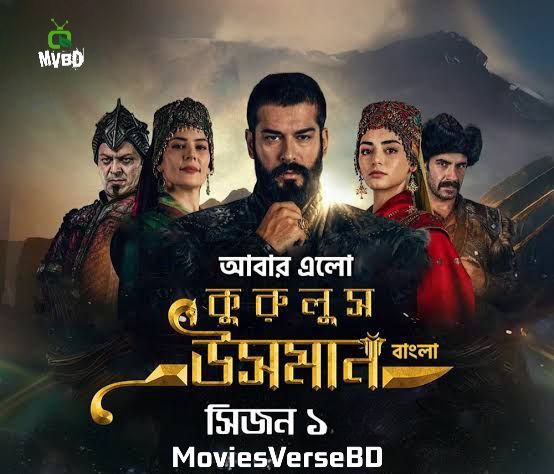 MVBD
আবার এলো
কুরুলুস
উসমান বাংলা
সিজন ১
MoviesVerseBD